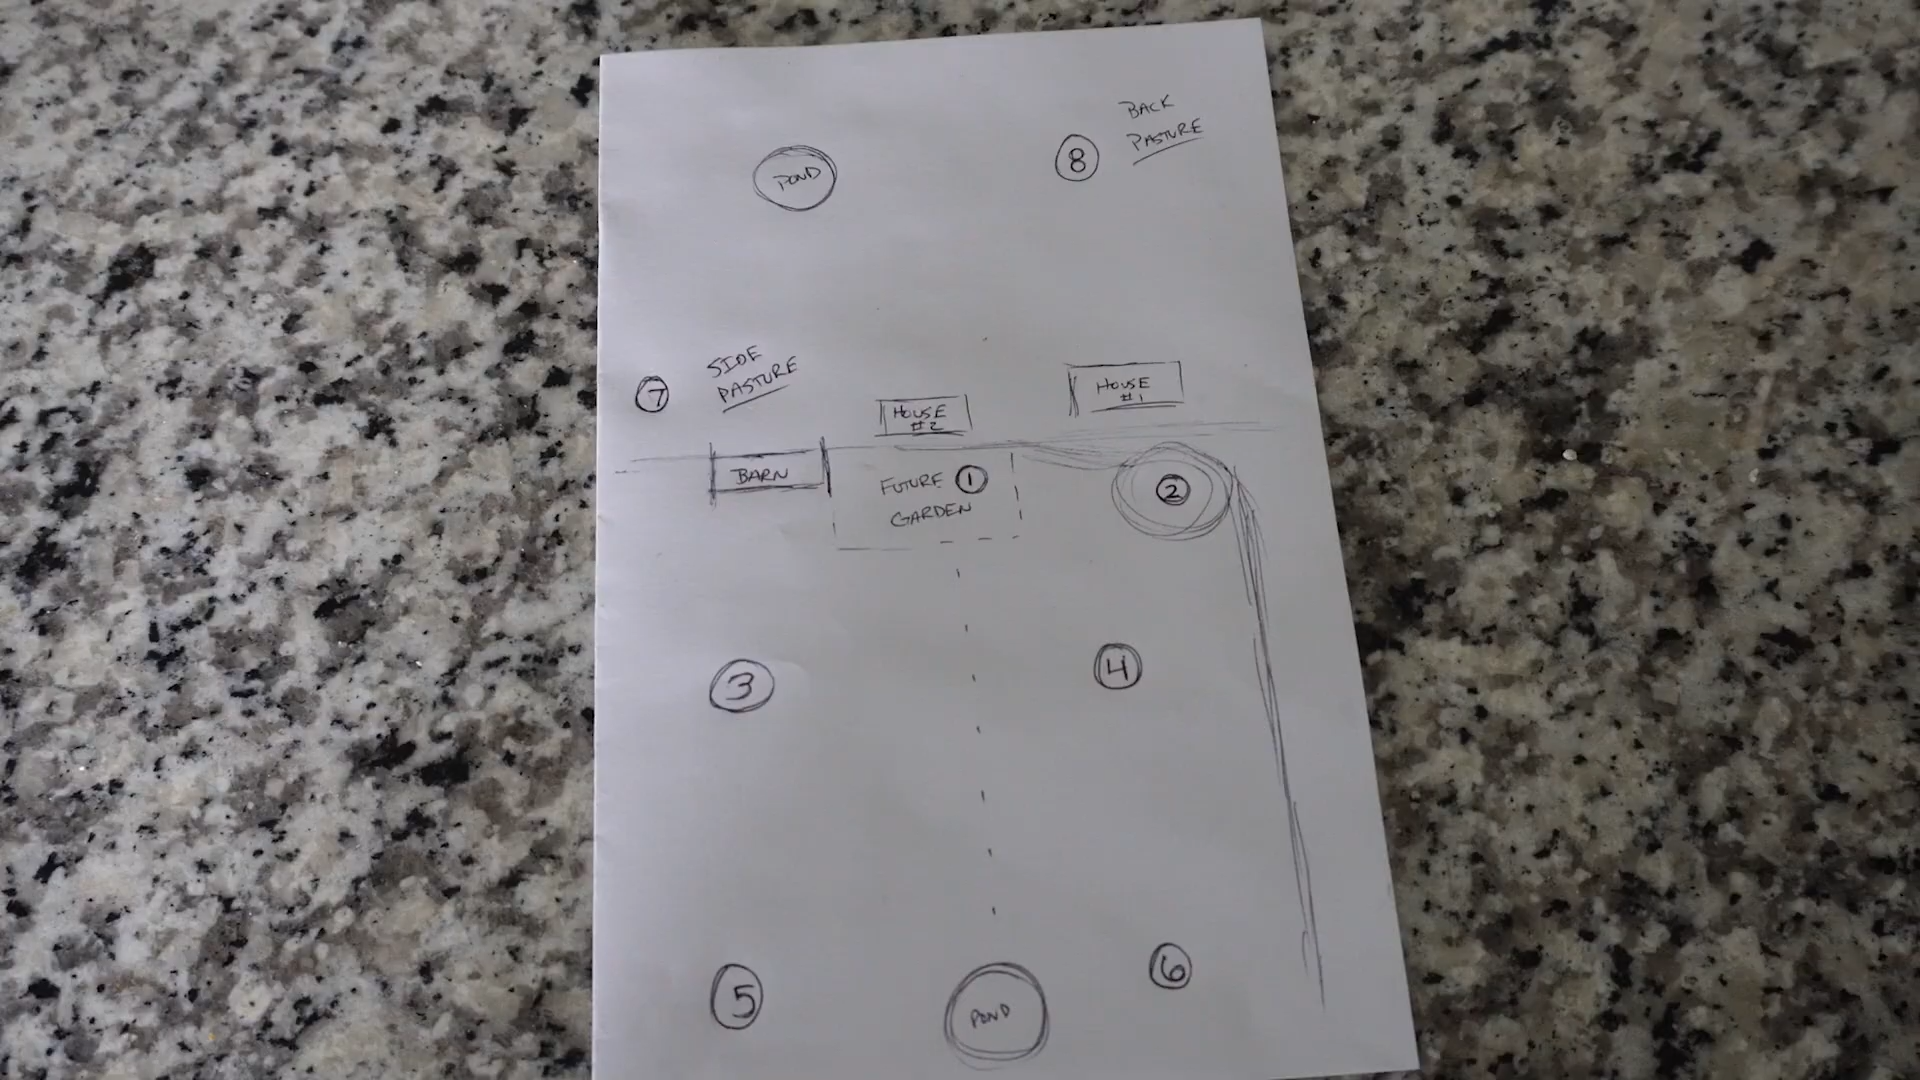 BACK
PASTURE
POND
8
SIDE
PASTURE
7
HOUSE
#1
HOUSE
#2
BARN
FUTURE 1
GARDEN
2
3
4
5
6
POND